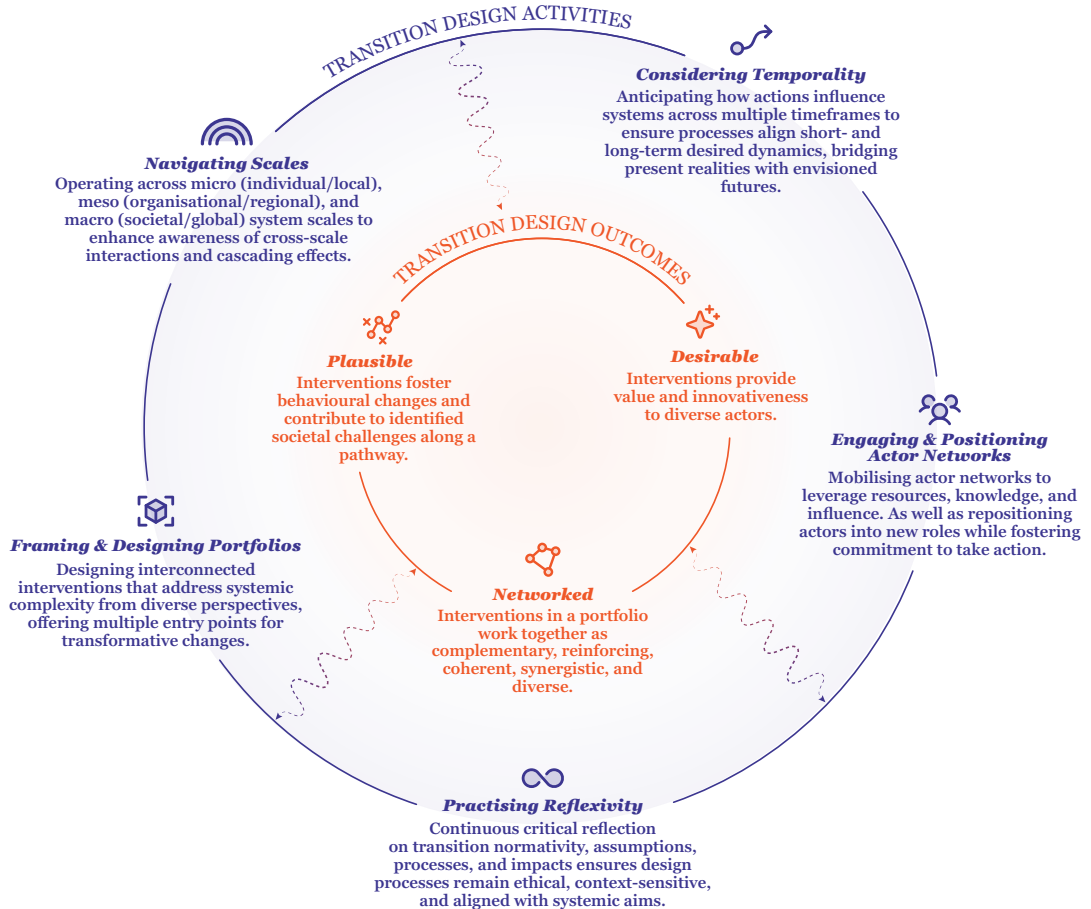 TRANSITION DESIGN ACTIVITIES
Considering Temporality
Anticipating how actions influence
systems across multiple timeframes to
ensure processes align short- and
long-term desired dynamics, bridging
present realities with envisioned
futures.
Navigating Scales
Operating across micro (individual/local),
meso (organisational/regional), and
macro (societal/global) system scales to
enhance awareness of cross-scale
interactions and cascading effects.
TRANSITION DESIGN OUTCOMES
Plausible
Interventions foster
behavioural changes and
contribute to identified
societal challenges along a
pathway.
Desirable
Interventions provide
value and innovativeness
to diverse actors.
Engaging & Positioning
Actor Networks
Mobilising actor networks to
leverage resources, knowledge, and
influence. As well as repositioning
actors into new roles while fostering
commitment to take action.
Framing & Designing Portfolios
Designing interconnected
interventions that address systemic
complexity from diverse perspectives,
offering multiple entry points for
transformative changes.
Networked
Interventions in a portfolio
work together as
complementary, reinforcing,
coherent, synergistic, and
diverse.
Practising Reflexivity
Continuous critical reflection
on transition normativity, assumptions,
processes, and impacts ensures design
processes remain ethical, context-sensitive,
and aligned with systemic aims.